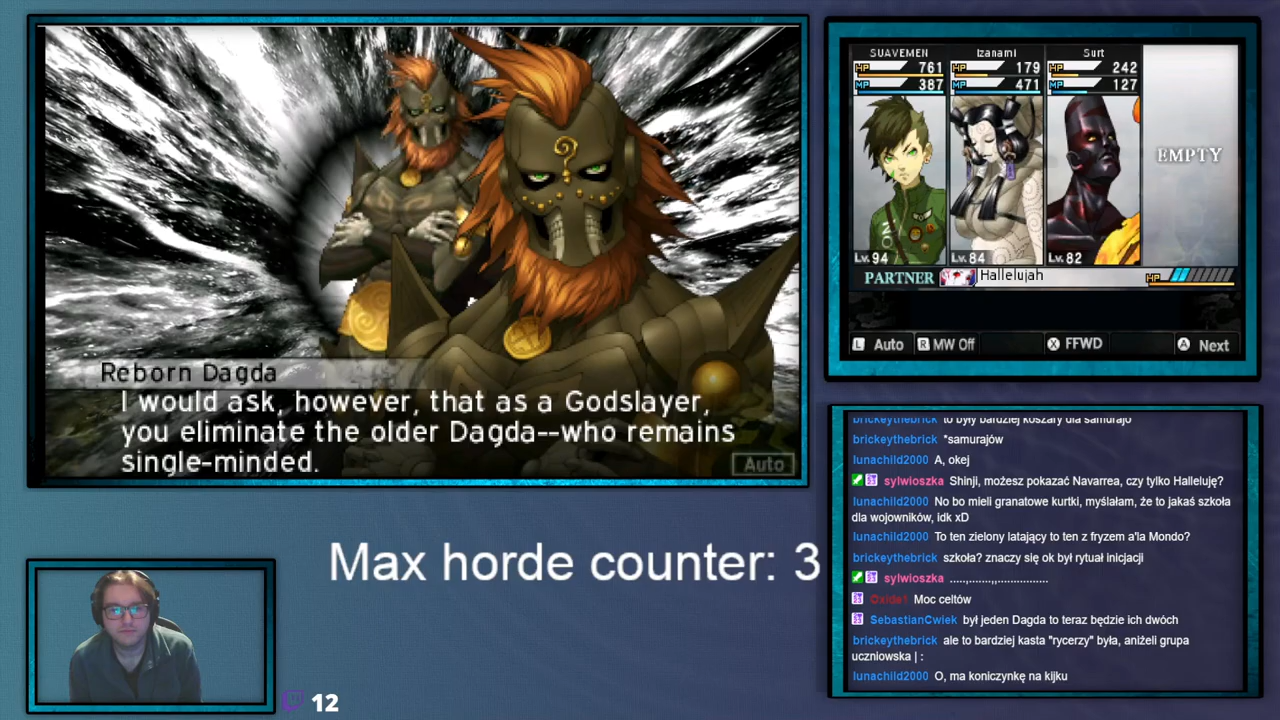 Reborn Dagda
I would ask, however, that as a Godslayer,
you eliminate the older Dagda--who remains
single-minded.
Auto
SUAVEMEN
Izanami
Surt
HP 761
HP 179
HP 242
MP 387
MP 471
MP 127
EMPTY
Lv.94
Lv.84
Lv.82
PARTNER Hallelujah HP
L Auto R MW Off X FFWD A Next
Max horde counter: 3
brickeythebrick to były bardziej koszary dla samurajo
brickeythebrick *samurajów
lunachild2000 A, okej
sylwioszka Shinji, możesz pokazać Navarrea, czy tylko Halleluję?
lunachild2000 No bo mieli granatowe kurtki, myślałam, że to jakaś szkoła
dla wojowników, idk xD
lunachild2000 To ten zielony latający to ten z fryzem a'la Mondo?
brickeythebrick szkoła? znaczy się ok był rytuał inicjacji
sylwioszka .....,.......,,................
Moc celtów
SebastianCwiek był jeden Dagda to teraz będzie ich dwóch
brickeythebrick ale to bardziej kasta "rycerzy" była, aniżeli grupa
uczniowska | :
lunachild2000 O, ma koniczynkę na kijku
12